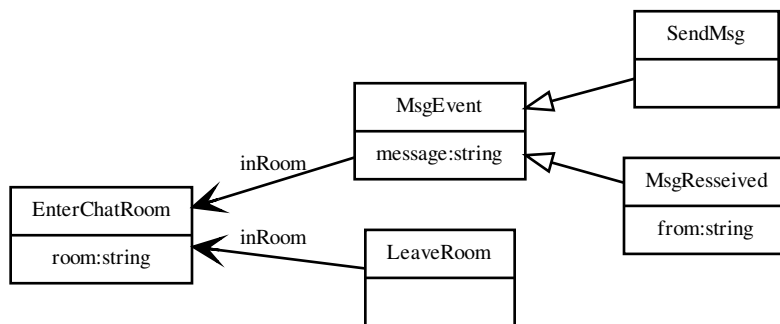 SendMsg
MsgEvent
message:string
inRoom
MsgResseived
from:string
EnterChatRoom
room:string
inRoom
LeaveRoom